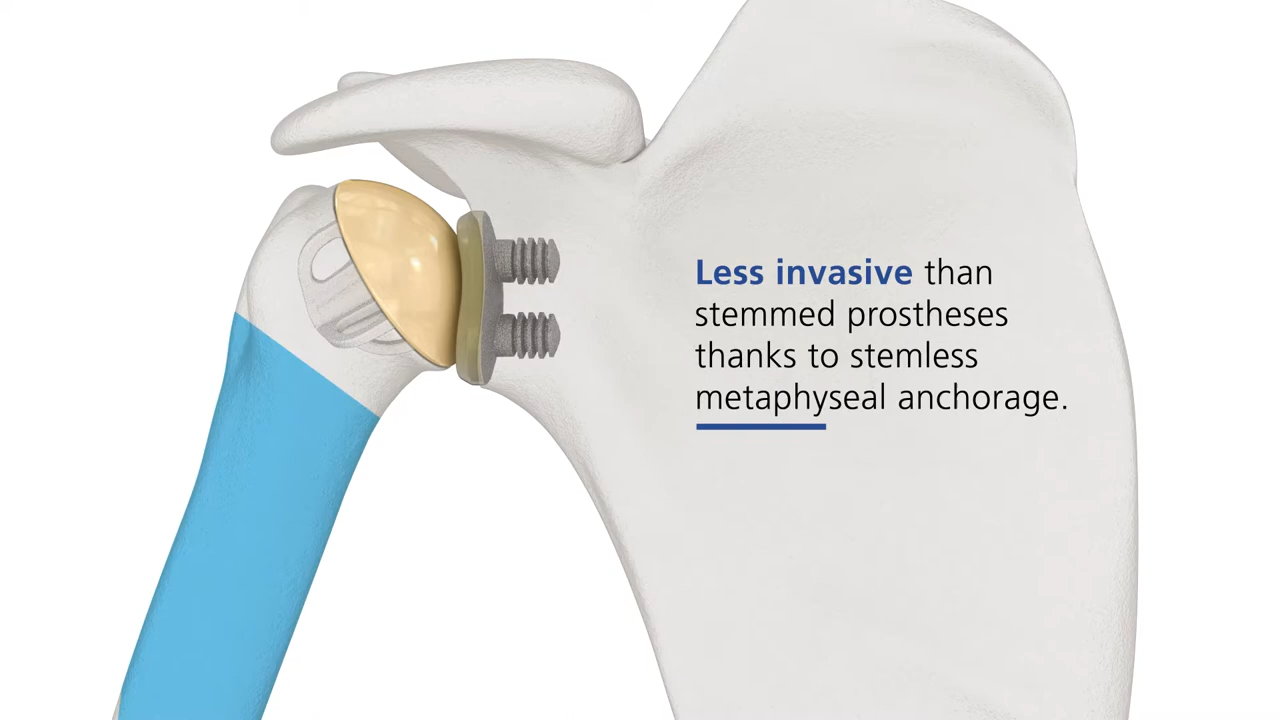 Less invasive than
stemmed prostheses
thanks to stemless
metaphyseal anchorage.